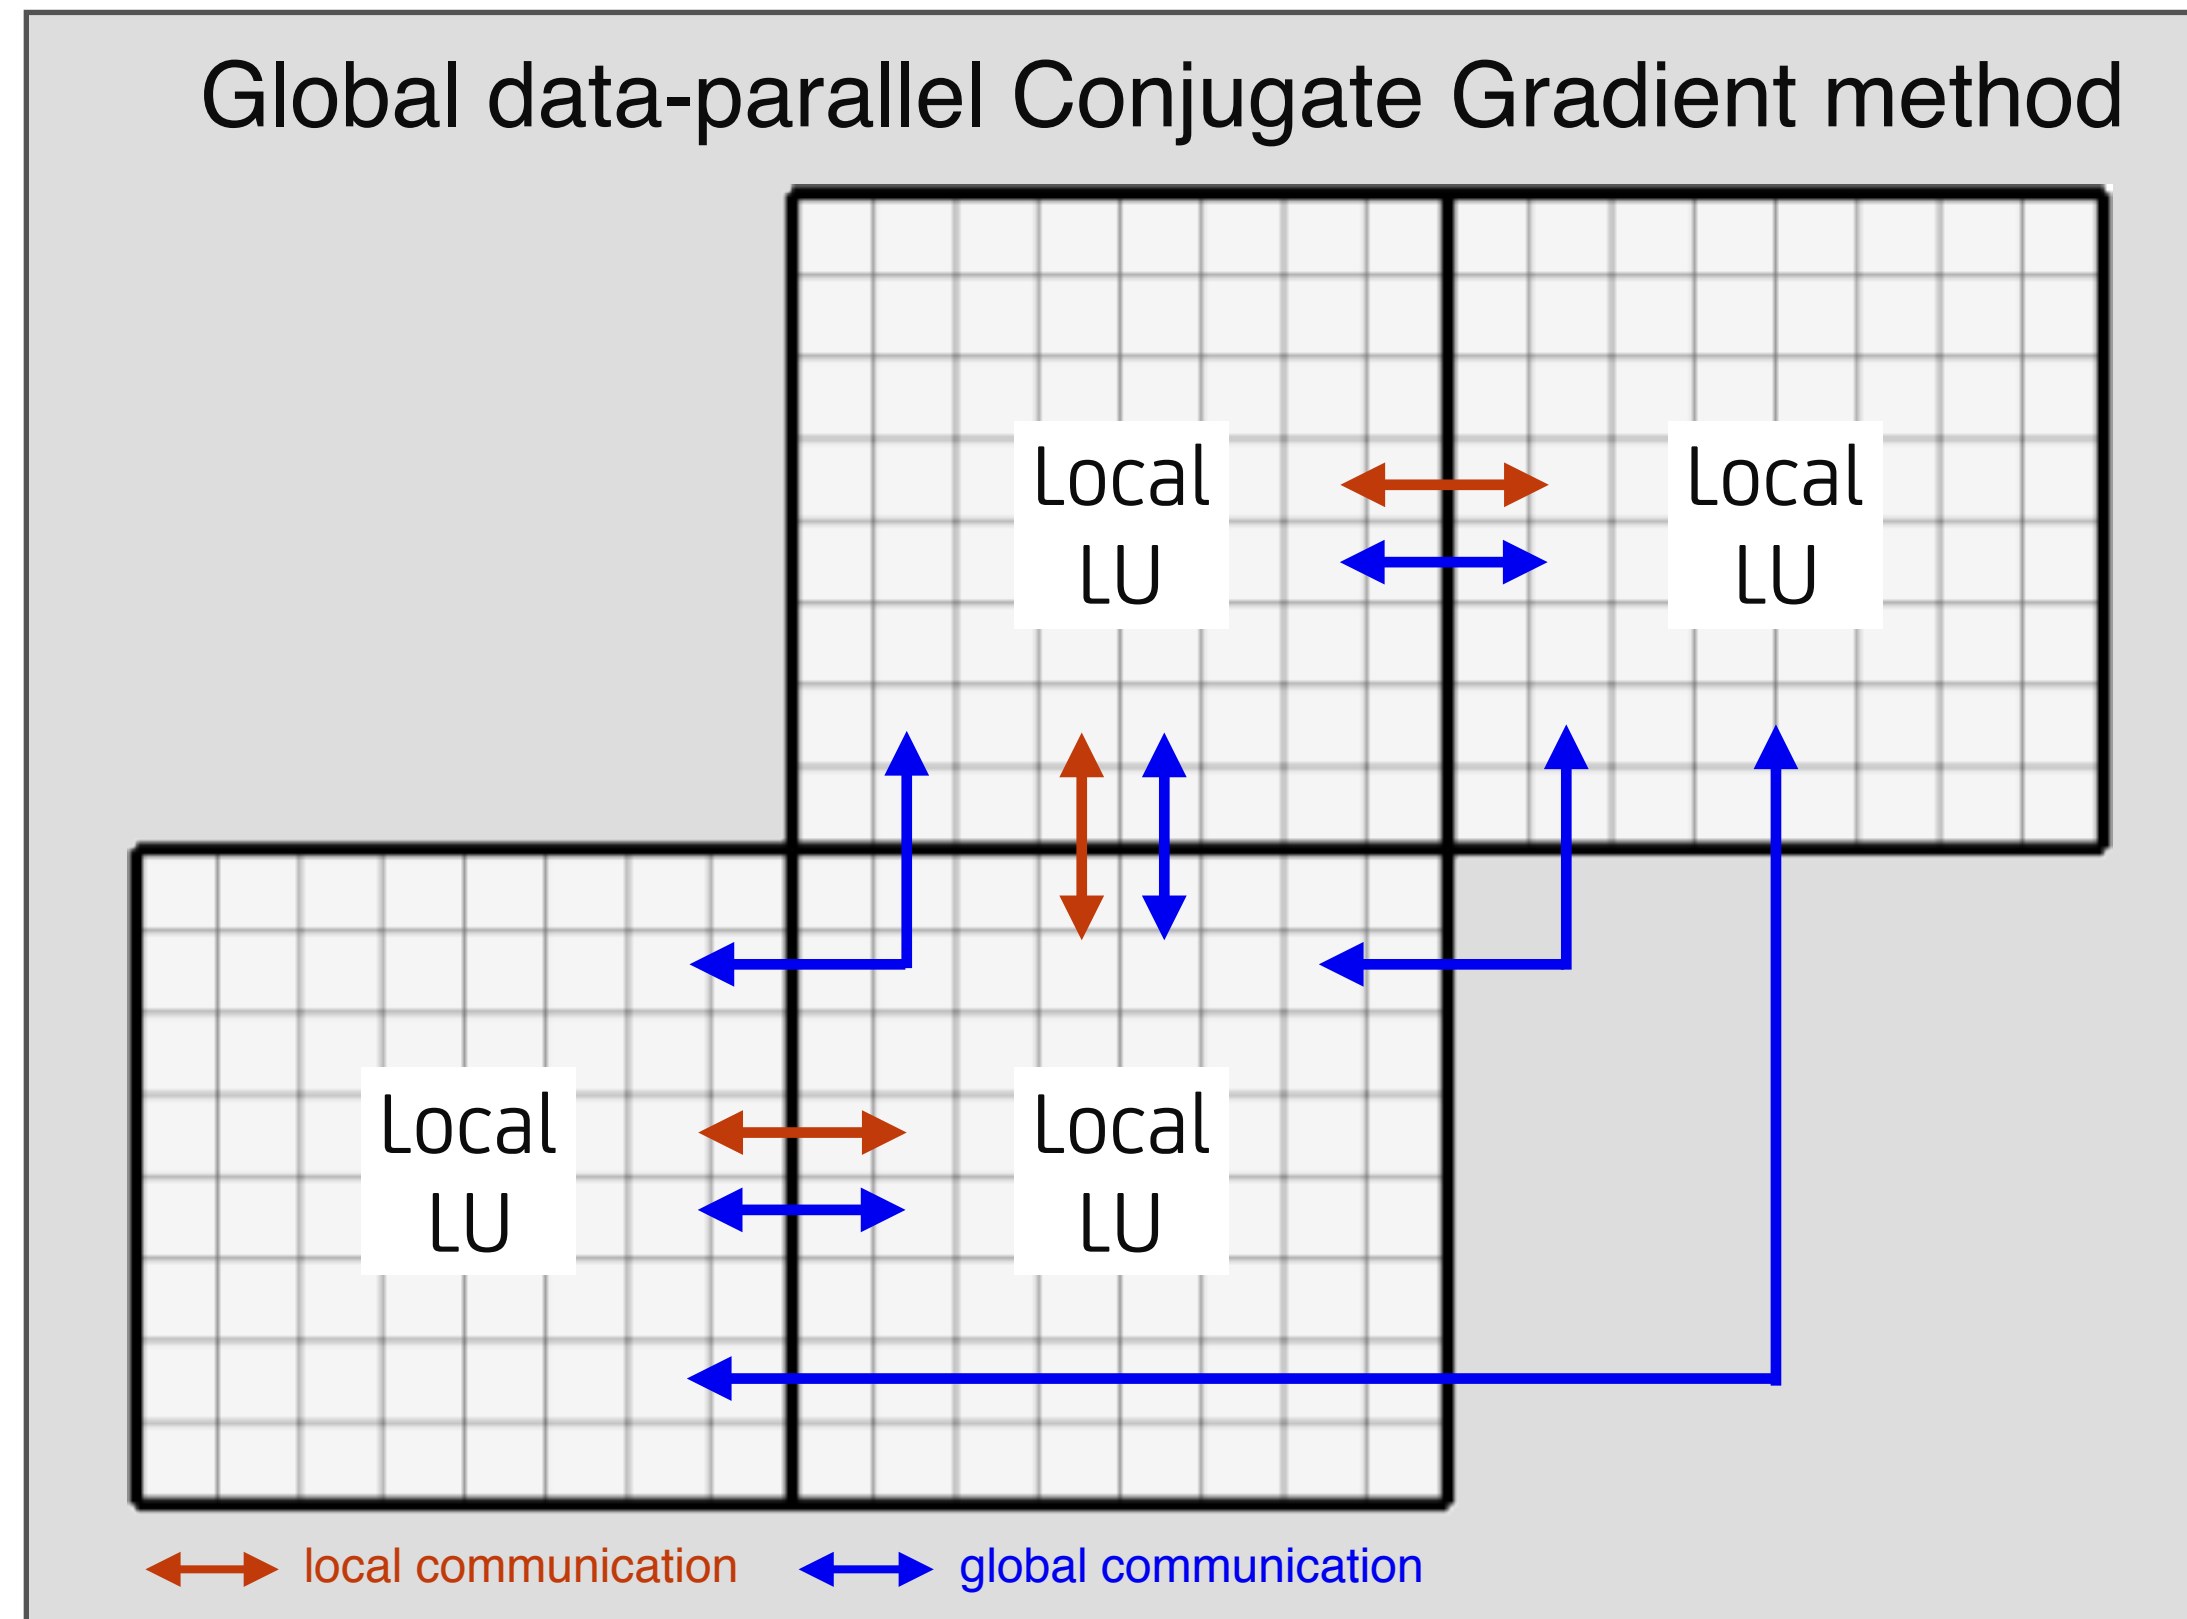 Global data-parallel Conjugate Gradient method
Local
LU
Local
LU
Local
LU
Local
LU
local communication
global communication